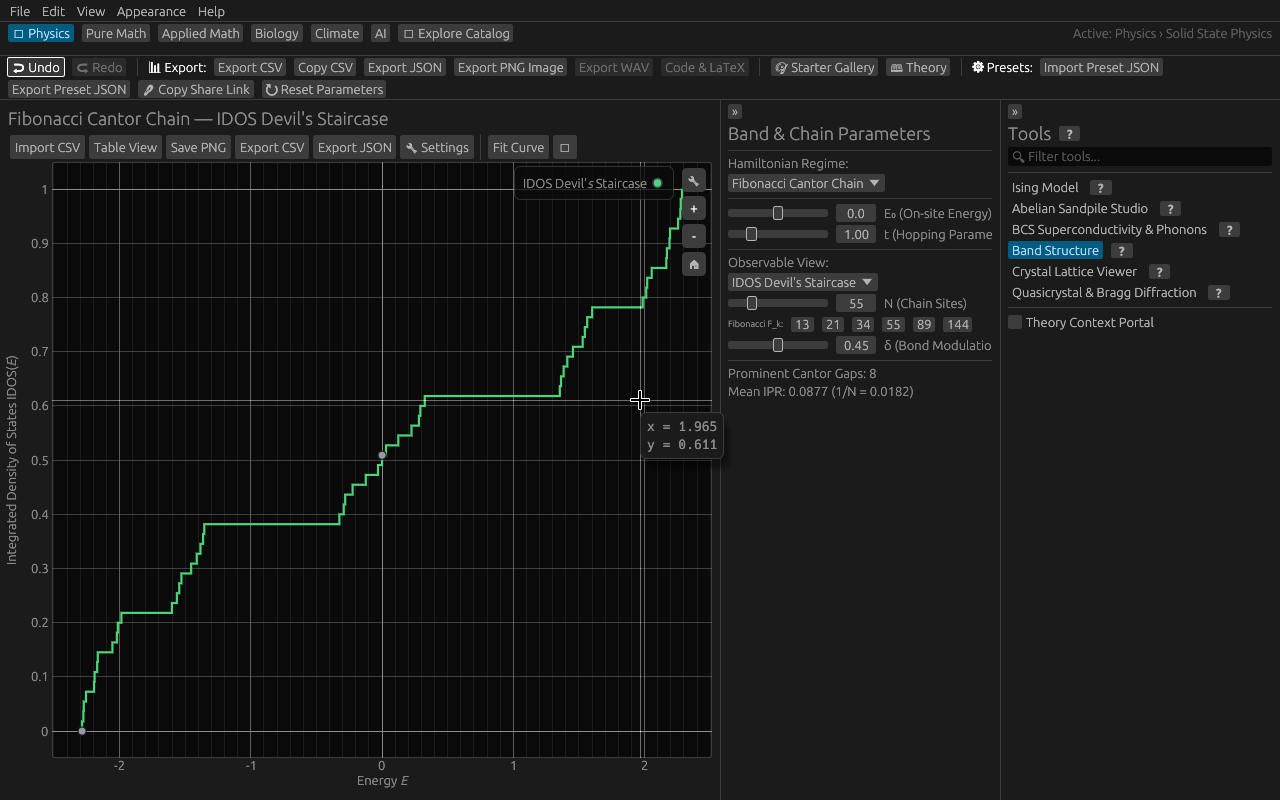 File Edit View Appearance Help
Physics Pure Math Applied Math Biology Climate AI Explore Catalog Active: Physics › Solid State Physics
Undo Redo Export: Export CSV Copy CSV Export JSON Export PNG Image Export WAV Code & LaTeX Starter Gallery Theory Presets: Import Preset JSON
Export Preset JSON Copy Share Link Reset Parameters
Fibonacci Cantor Chain — IDOS Devil's Staircase
Import CSV Table View Save PNG Export CSV Export JSON Settings Fit Curve
IDOS Devil's Staircase
+
-
1
0.9
0.8
0.7
0.6
0.5
0.4
0.3
0.2
0.1
0
Integrated Density of States IDOS(E)
x = 1.965
y = 0.611
-2 -1 0 1 2
Energy E
»
Band & Chain Parameters
Hamiltonian Regime:
Fibonacci Cantor Chain
0.0 E₀ (On-site Energy)
1.00 t (Hopping Parame
Observable View:
IDOS Devil's Staircase
55 N (Chain Sites)
Fibonacci F_k: 13 21 34 55 89 144
0.45 δ (Bond Modulatio
Prominent Cantor Gaps: 8
Mean IPR: 0.0877 (1/N = 0.0182)
»
Tools ?
Filter tools...
Ising Model ?
Abelian Sandpile Studio ?
BCS Superconductivity & Phonons ?
Band Structure ?
Crystal Lattice Viewer ?
Quasicrystal & Bragg Diffraction ?
Theory Context Portal